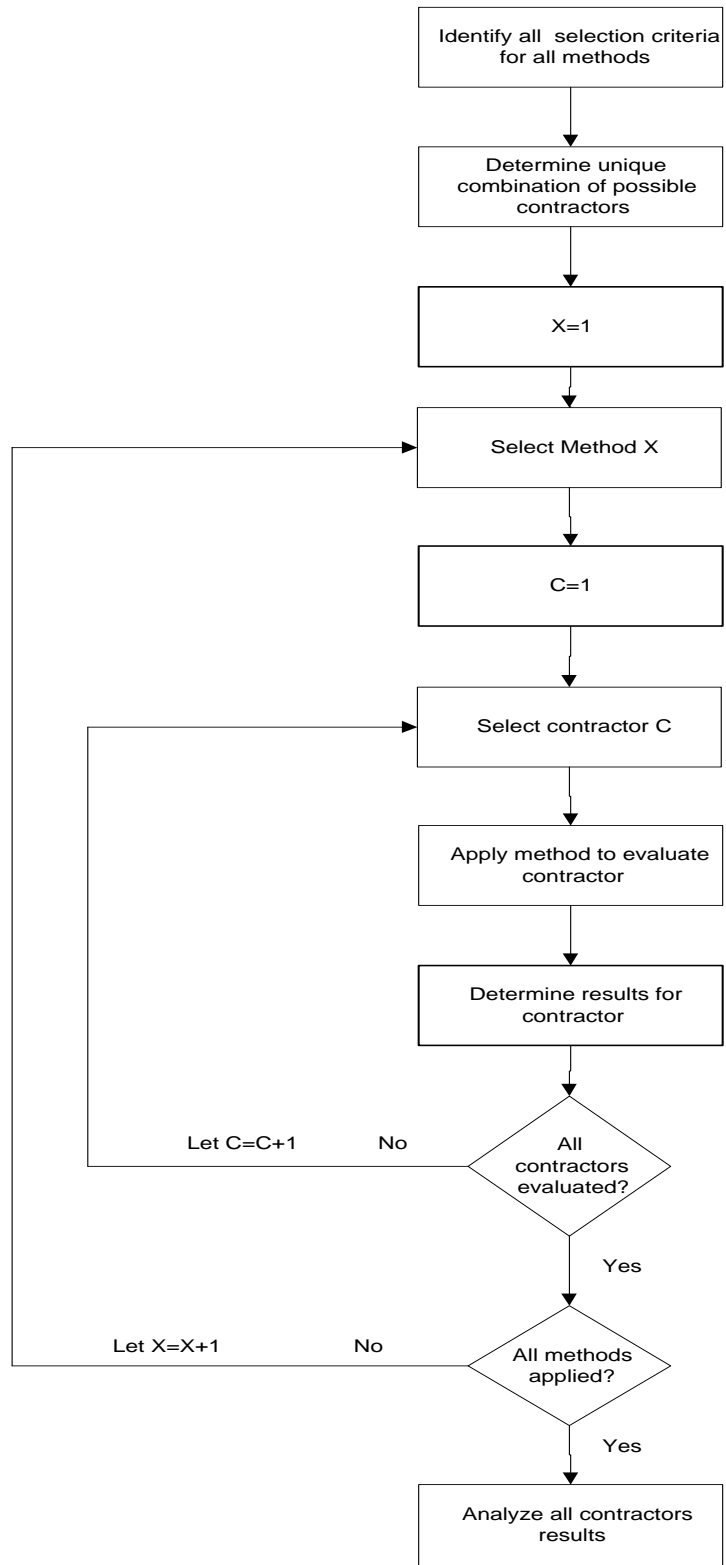 Identify all selection criteria
for all methods
Determine unique
combination of possible
contractors
X=1
Select Method X
C=1
Select contractor C
Apply method to evaluate
contractor
Determine results for
contractor
Let C=C+1 No
All
contractors
evaluated?
Yes
Let X=X+1 No
All methods
applied?
Yes
Analyze all contractors
results